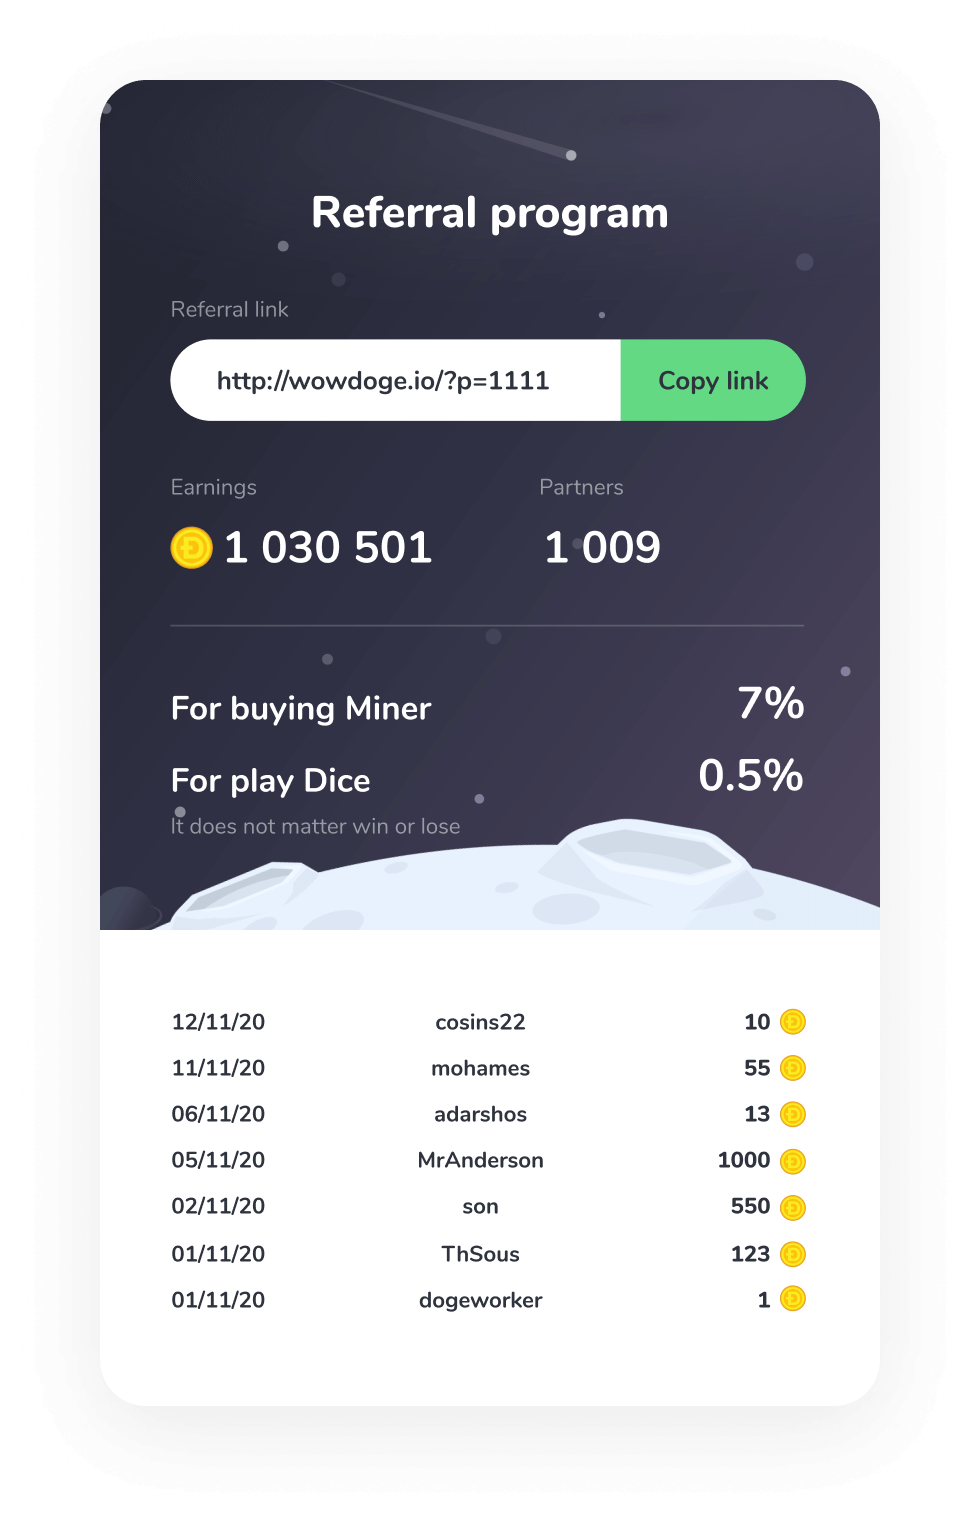 Referral program
Referral link
http://wowdoge.io/?p=1111 Copy link
Earnings Partners
Ð 1 030 501 1 009
For buying Miner 7%
For play Dice 0.5%
It does not matter win or lose
12/11/20 cosins22 10 Ð
11/11/20 mohames 55 Ð
06/11/20 adarshos 13 Ð
05/11/20 MrAnderson 1000 Ð
02/11/20 son 550 Ð
01/11/20 ThSous 123 Ð
01/11/20 dogeworker 1 Ð